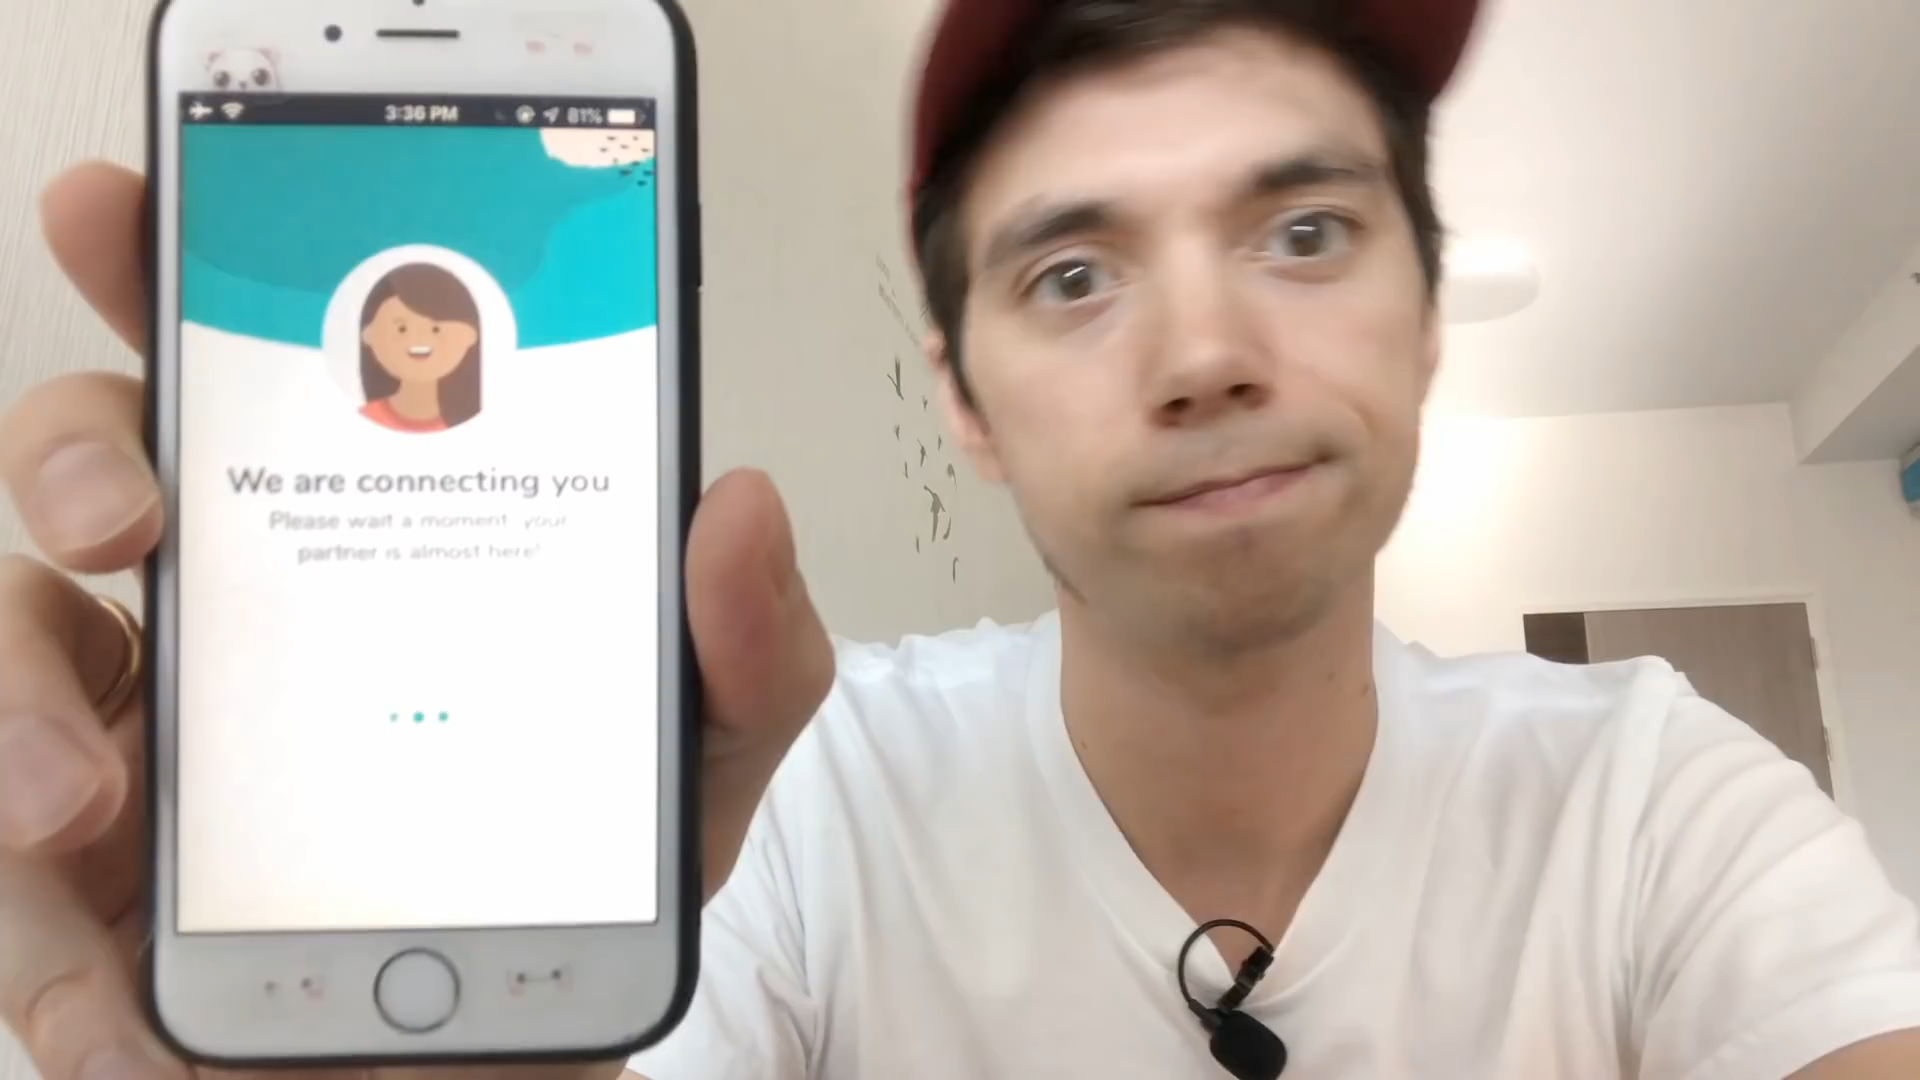 3:36 PM
81%
We are connecting you
Please wait a moment, your
partner is almost here!